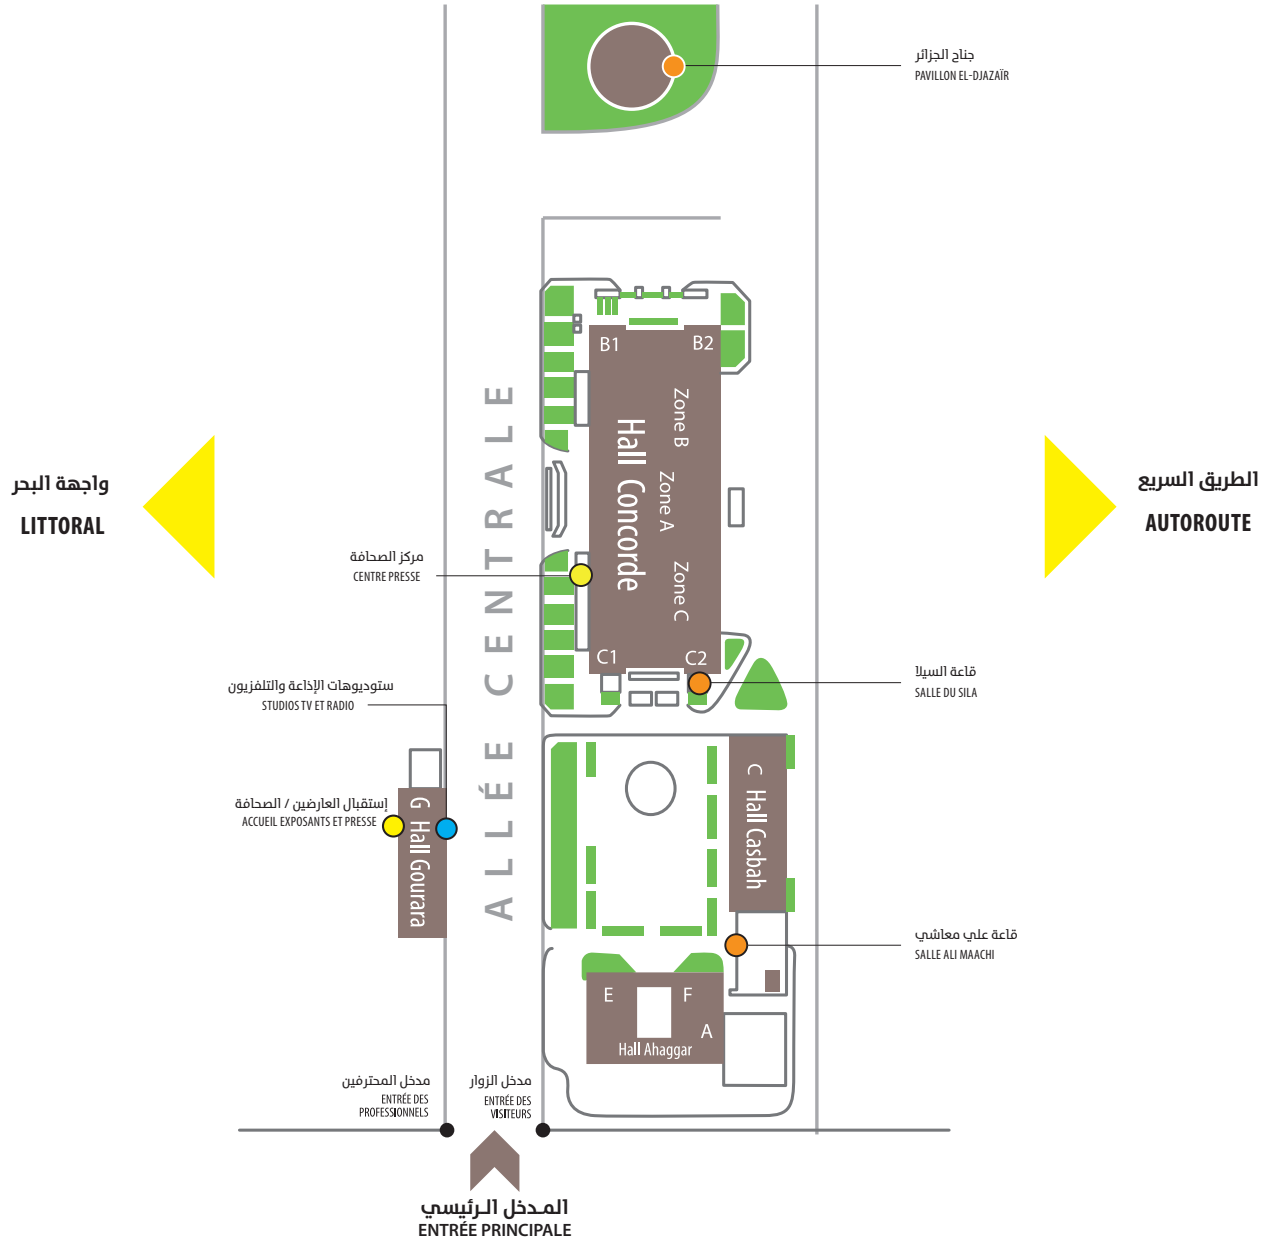 جناح الجزائر
PAVILLON EL-DJAZAÏR
B1
B2
Zone B
Hall Concorde
Zone A
Zone C
C1
C2
ALLÉE CENTRALE
واجهة البحر
LITTORAL
الطريق السريع
AUTOROUTE
مركز الصحافة
CENTRE PRESSE
قاعة السيلا
SALLE DU SILA
ستوديوهات الإذاعة والتلفزيون
STUDIOS TV ET RADIO
إستقبال العارضين / الصحافة
ACCUEIL EXPOSANTS ET PRESSE
G Hall Gourara
C Hall Casbah
قاعة علي معاشي
SALLE ALI MAACHI
E
F
A
Hall Ahaggar
مدخل المحترفين
ENTRÉE DES
PROFESSIONNELS
مدخل الزوار
ENTRÉE DES
VISITEURS
المدخل الرئيسي
ENTRÉE PRINCIPALE